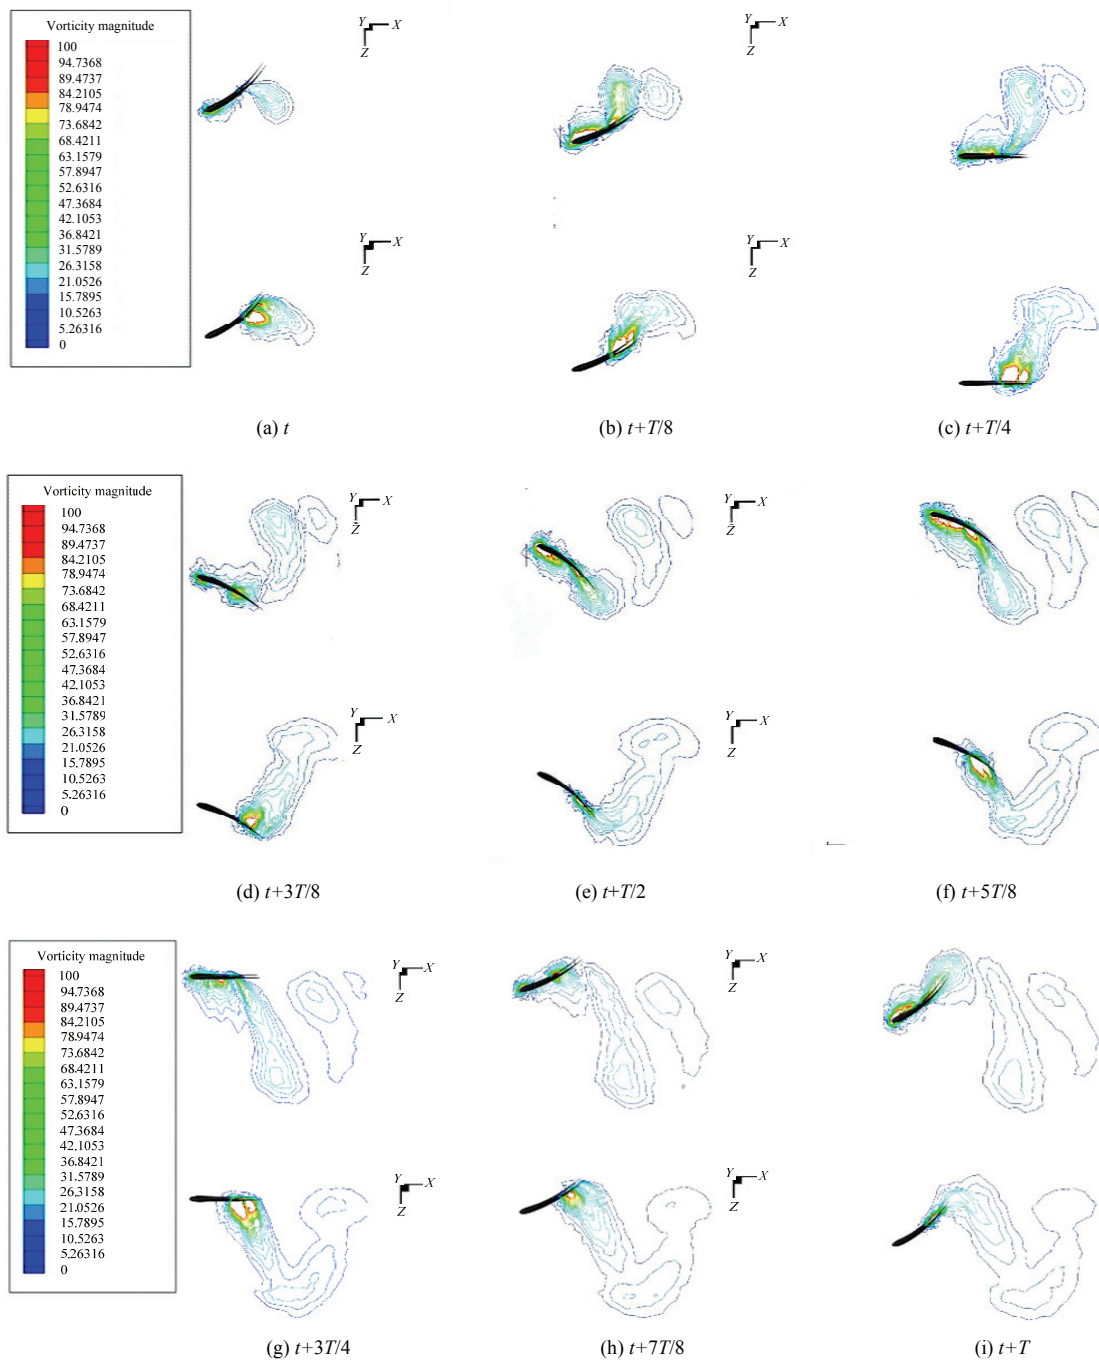 Vorticity magnitude
100
94.7368
89.4737
84.2105
78.9474
73.6842
68.4211
63.1579
57.8947
52.6316
47.3684
42.1053
36.8421
31.5789
26.3158
21.0526
15.7895
10.5263
5.26316
0
Y X
Z
Y X
Z
Y X
Z
Y X
Z
Y X
Z
Y X
Z
(a) t
(b) t+T/8
(c) t+T/4
Vorticity magnitude
100
94.7368
89.4737
84.2105
78.9474
73.6842
68.4211
63.1579
57.8947
52.6316
47.3684
42.1053
36.8421
31.5789
26.3158
21.0526
15.7895
10.5263
5.26316
0
Y X
Z
Y X
Z
Y X
Z
Y X
Z
(d) t+3T/8
(e) t+T/2
(f) t+5T/8
Vorticity magnitude
100
94.7368
89.4737
84.2105
78.9474
73.6842
68.4211
63.1579
57.8947
52.6316
47.3684
42.1053
36.8421
31.5789
26.3158
21.0526
15.7895
10.5263
5.26316
0
Y X
Z
Y X
Z
Y X
Z
Y X
Z
(g) t+3T/4
(h) t+7T/8
(i) t+T